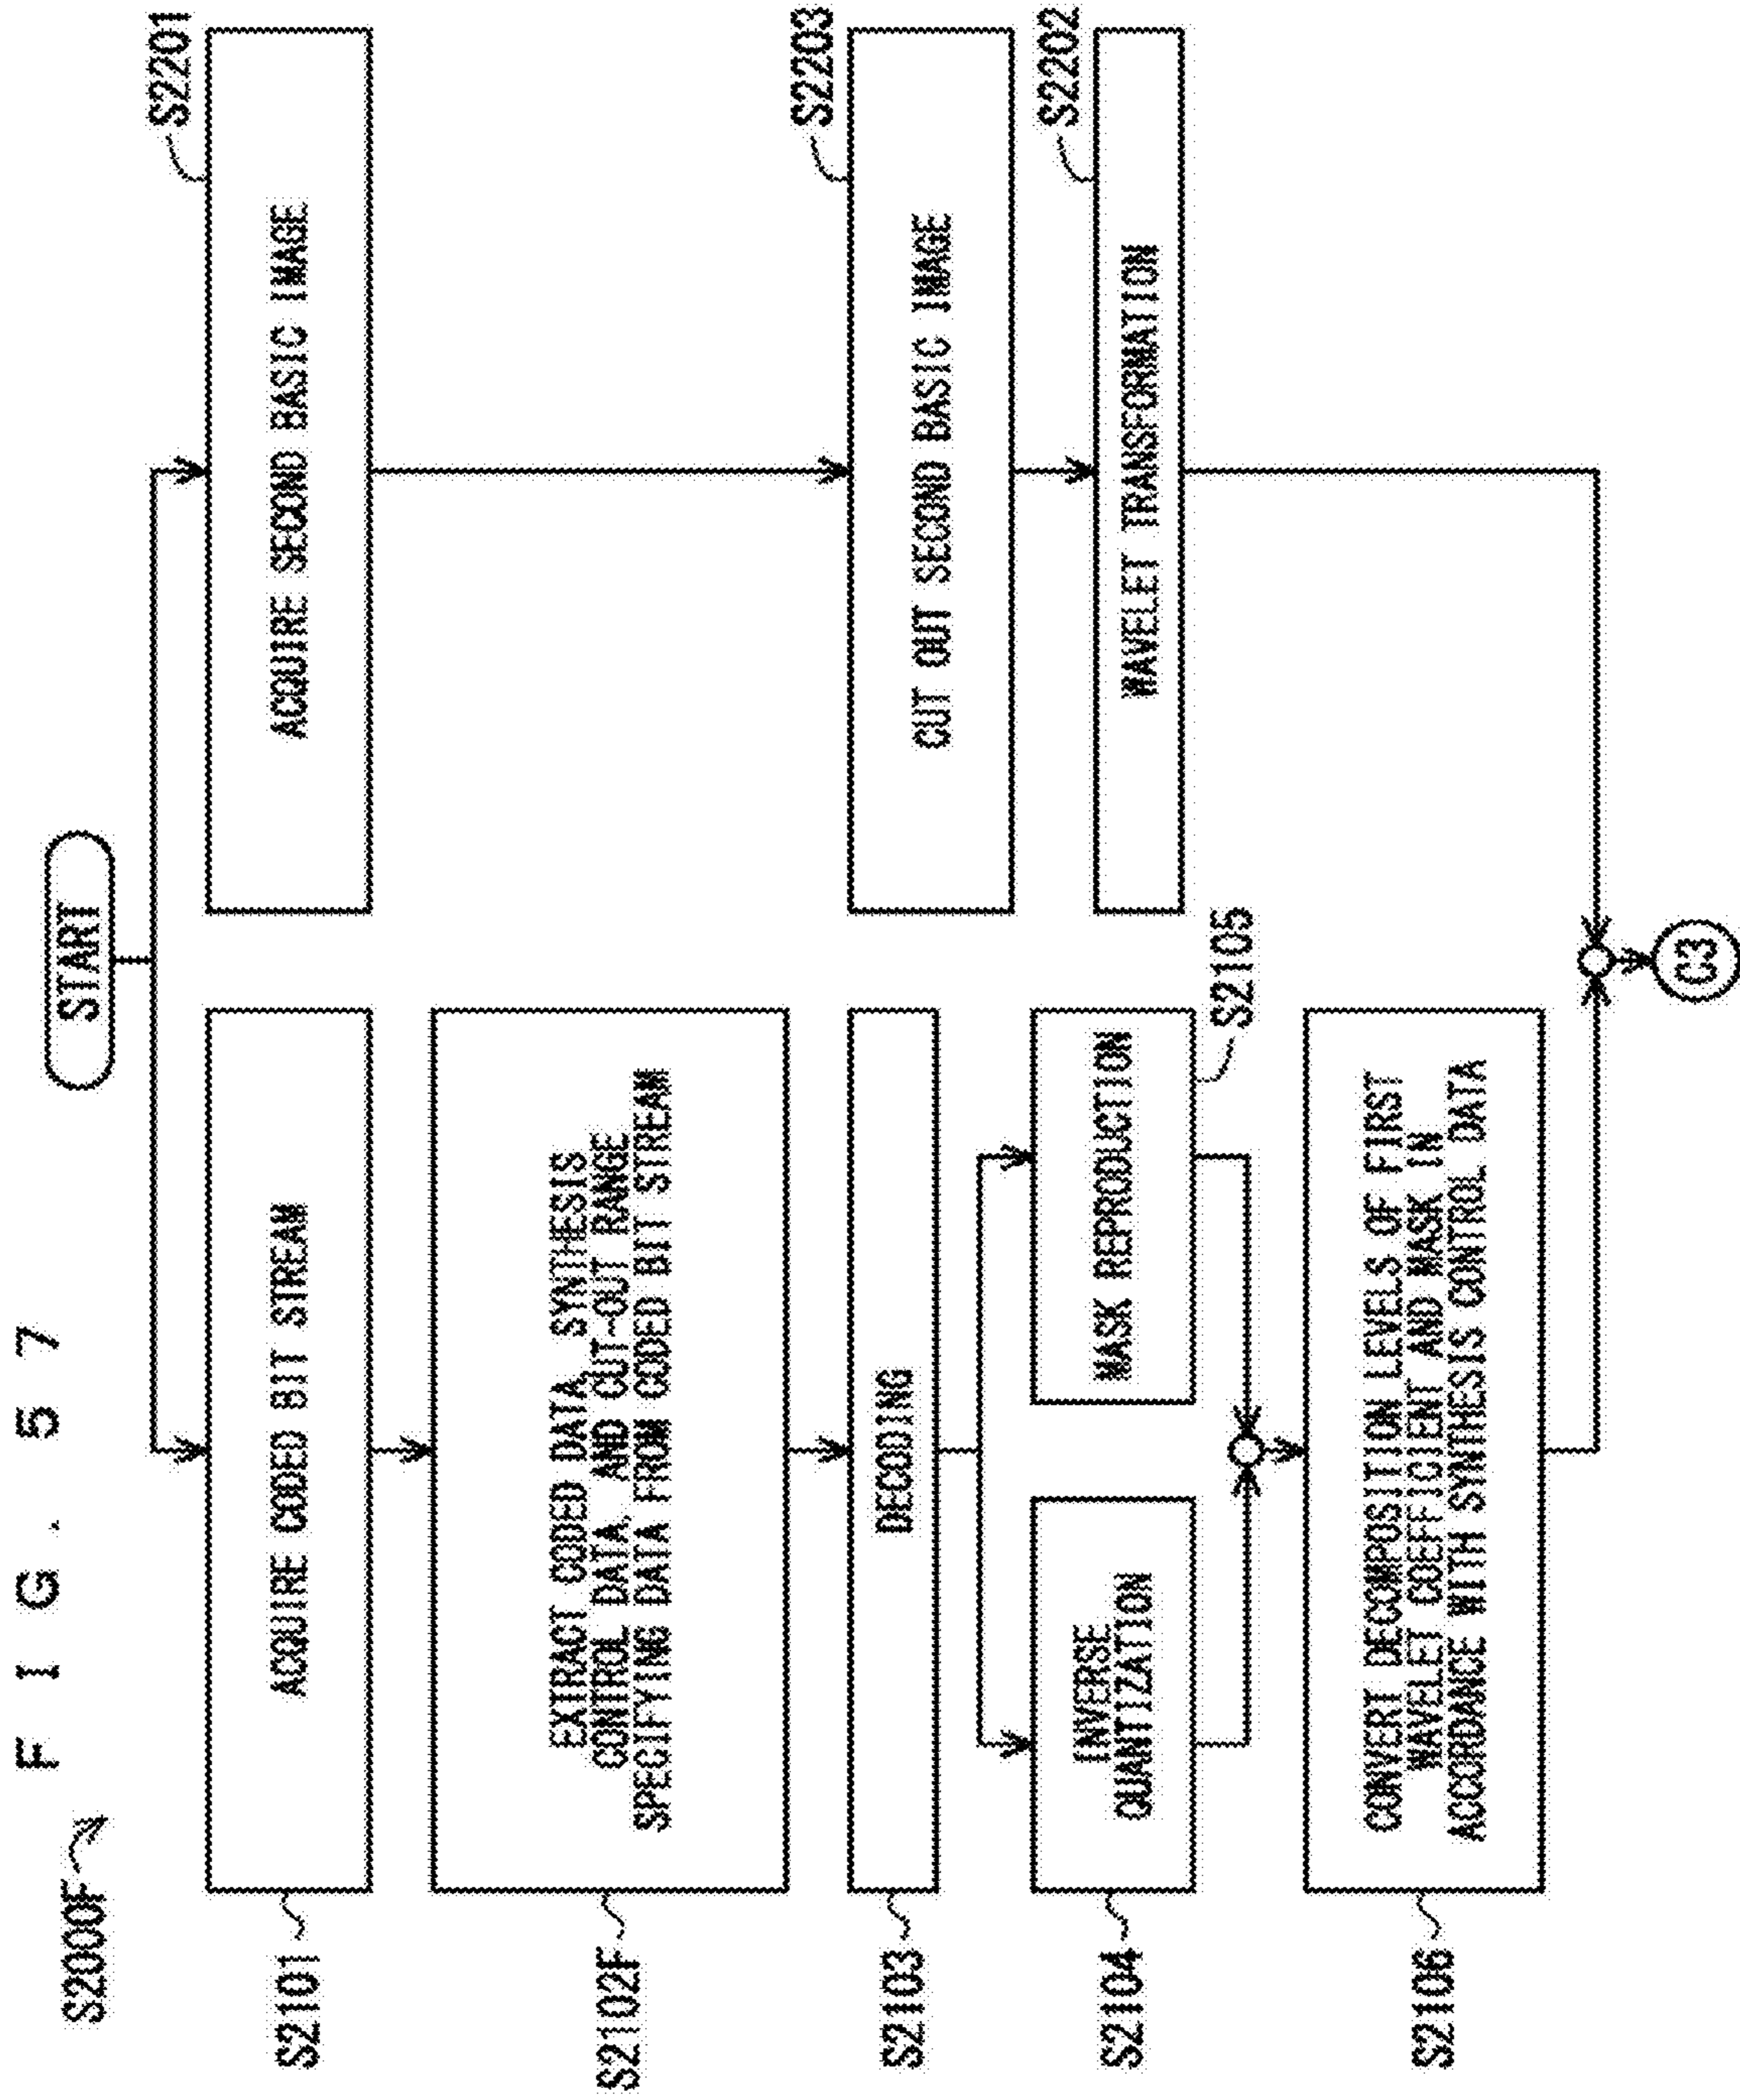 F I G. 5 7
S2000F
START
S2101
ACQUIRE CODED BIT STREAM
S2201
ACQUIRE SECOND BASIC IMAGE
S2102F
EXTRACT CODED DATA, SYNTHESIS
CONTROL DATA, AND CUT-OUT RANGE
SPECIFYING DATA FROM CODED BIT STREAM
S2103
DECODING
S2203
CUT OUT SECOND BASIC IMAGE
S2104
INVERSE
QUANTIZATION
MASK REPRODUCTION
S2105
S2202
WAVELET TRANSFORMATION
S2106
CONVERT DECOMPOSITION LEVELS OF FIRST
WAVELET COEFFICIENT AND MASK IN
ACCORDANCE WITH SYNTHESIS CONTROL DATA
C3